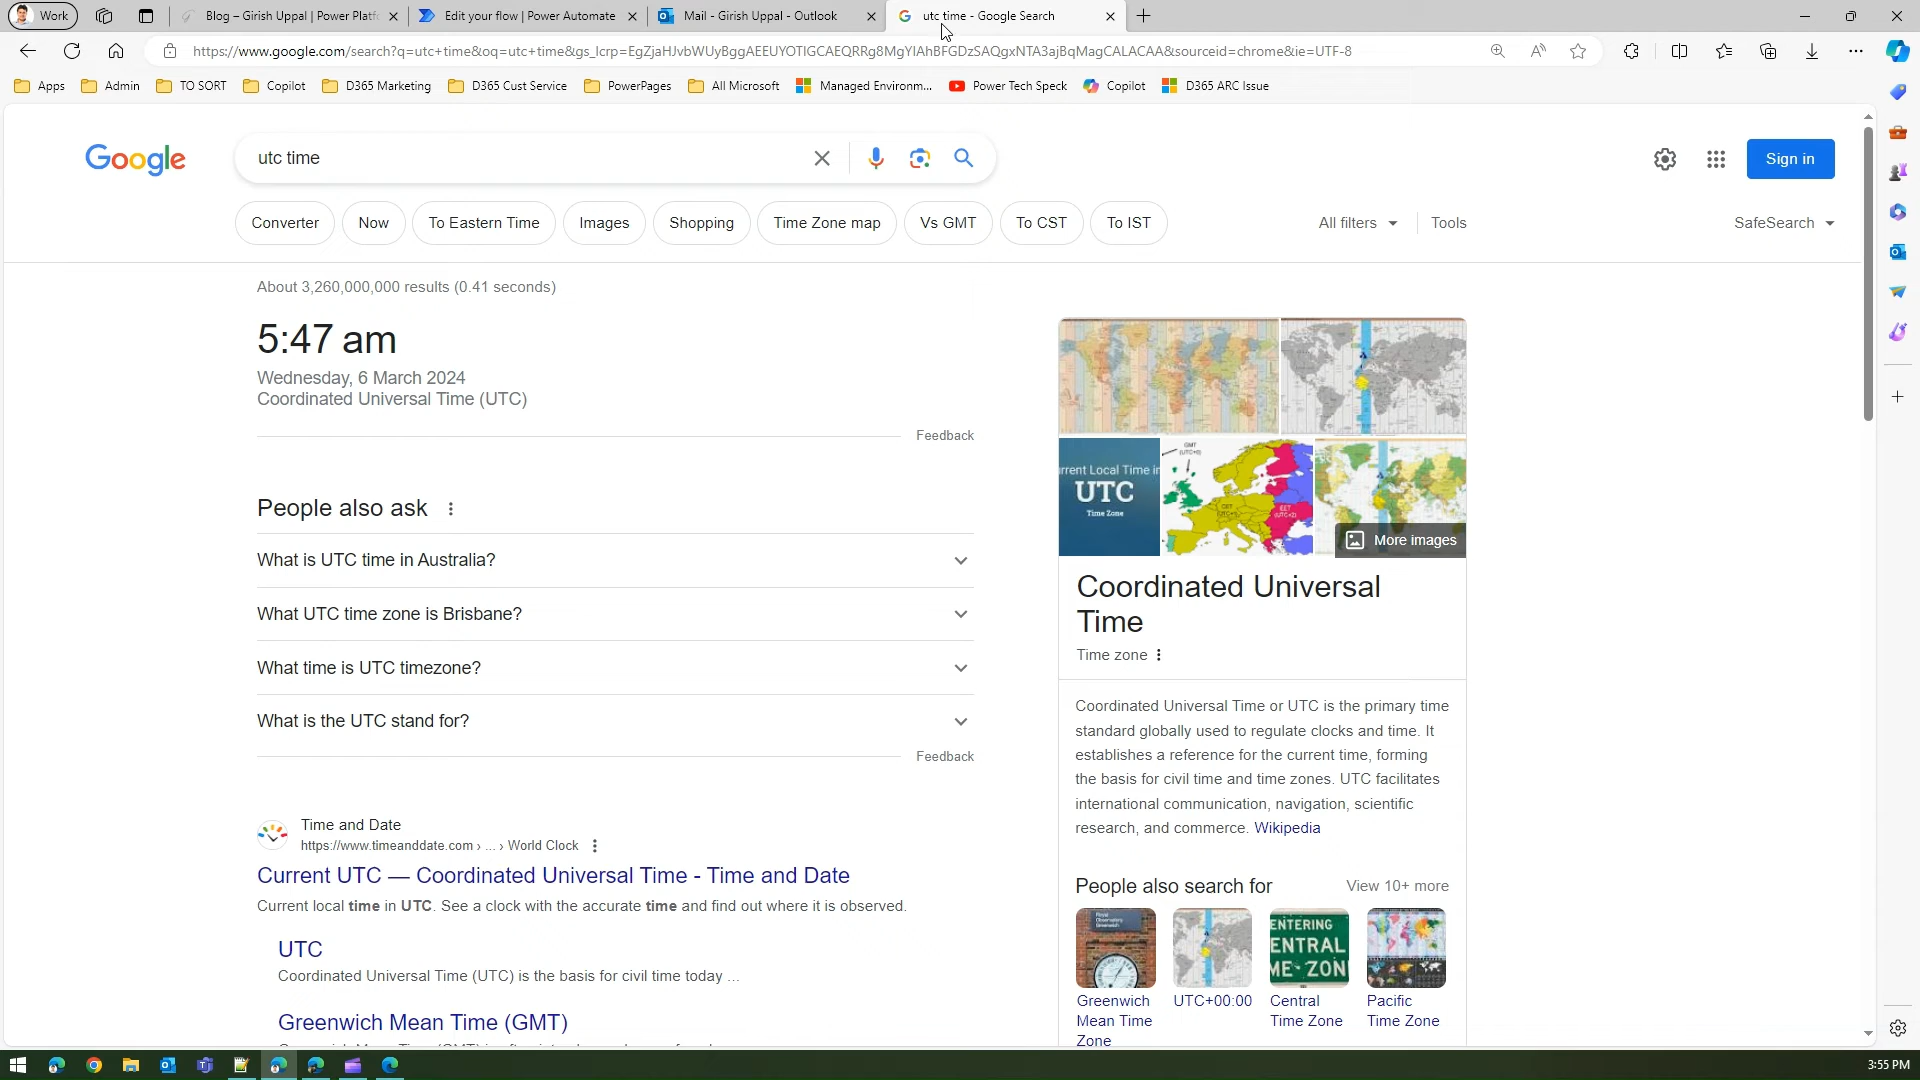 Work
Blog – Girish Uppal | Power Platf
Edit your flow | Power Automate
Mail - Girish Uppal - Outlook
utc time - Google Search
https://www.google.com/search?q=utc+time&oq=utc+time&gs_lcrp=EgZjaHJvbWUyBggAEEUYOTIGCAEQRRg8MgYIAhBFGDzSAQgxNTA3ajBqMagCALACAA&sourceid=chrome&ie=UTF-8
Apps
Admin
TO SORT
Copilot
D365 Marketing
D365 Cust Service
PowerPages
All Microsoft
Managed Environm...
Power Tech Speck
Copilot
D365 ARC Issue
Google
utc time
Sign in
Converter
Now
To Eastern Time
Images
Shopping
Time Zone map
Vs GMT
To CST
To IST
All filters
Tools
SafeSearch
About 3,260,000,000 results (0.41 seconds)
5:47 am
Wednesday, 6 March 2024
Coordinated Universal Time (UTC)
Feedback
People also ask
What is UTC time in Australia?
What UTC time zone is Brisbane?
What time is UTC timezone?
What is the UTC stand for?
Feedback
Time and Date
https://www.timeanddate.com › ... › World Clock
Current UTC — Coordinated Universal Time - Time and Date
Current local time in UTC. See a clock with the accurate time and find out where it is observed.
UTC
Coordinated Universal Time (UTC) is the basis for civil time today ...
Greenwich Mean Time (GMT)
rrent Local Time in
UTC
Time Zone
GMT
(UTC+0)
EET
(UTC+2)
More images
Coordinated Universal
Time
Time zone
Coordinated Universal Time or UTC is the primary time
standard globally used to regulate clocks and time. It
establishes a reference for the current time, forming
the basis for civil time and time zones. UTC facilitates
international communication, navigation, scientific
research, and commerce. Wikipedia
People also search for
View 10+ more
Royal
Observatory
Greenwich
ENTERING
ENTRAL
ME ZON
Greenwich
Mean Time
Zone
UTC+00:00
Central
Time Zone
Pacific
Time Zone
3:55 PM